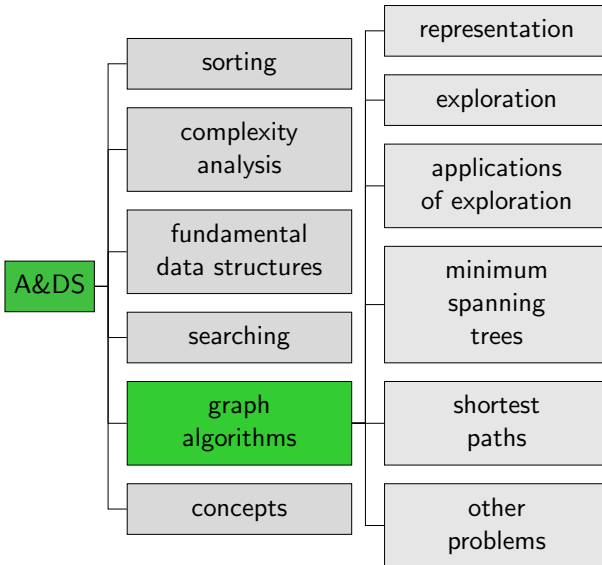 A&DS
sorting
complexity
analysis
fundamental
data structures
searching
graph
algorithms
concepts
representation
exploration
applications
of exploration
minimum
spanning
trees
shortest
paths
other
problems